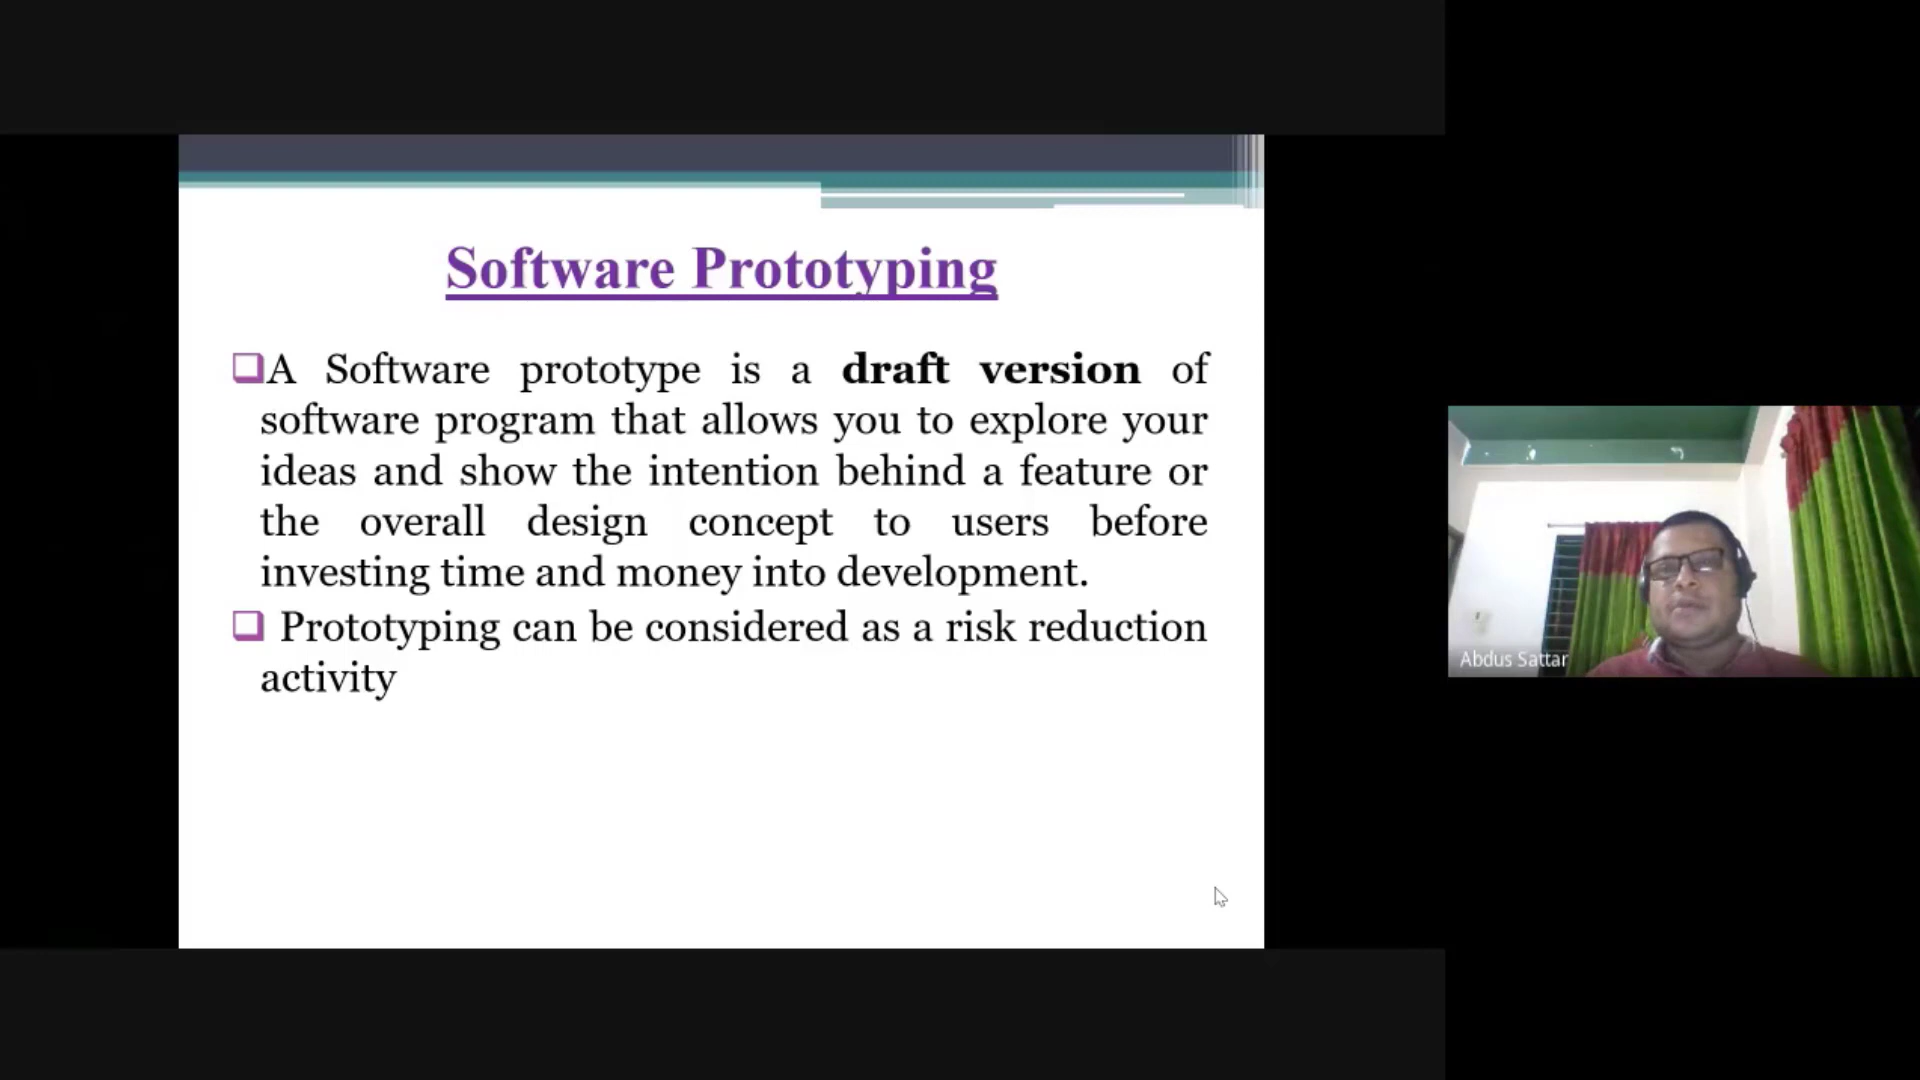 Software Prototyping
A Software prototype is a draft version of
software program that allows you to explore your
ideas and show the intention behind a feature or
the overall design concept to users before
investing time and money into development.
Prototyping can be considered as a risk reduction
activity
Abdus Sattar